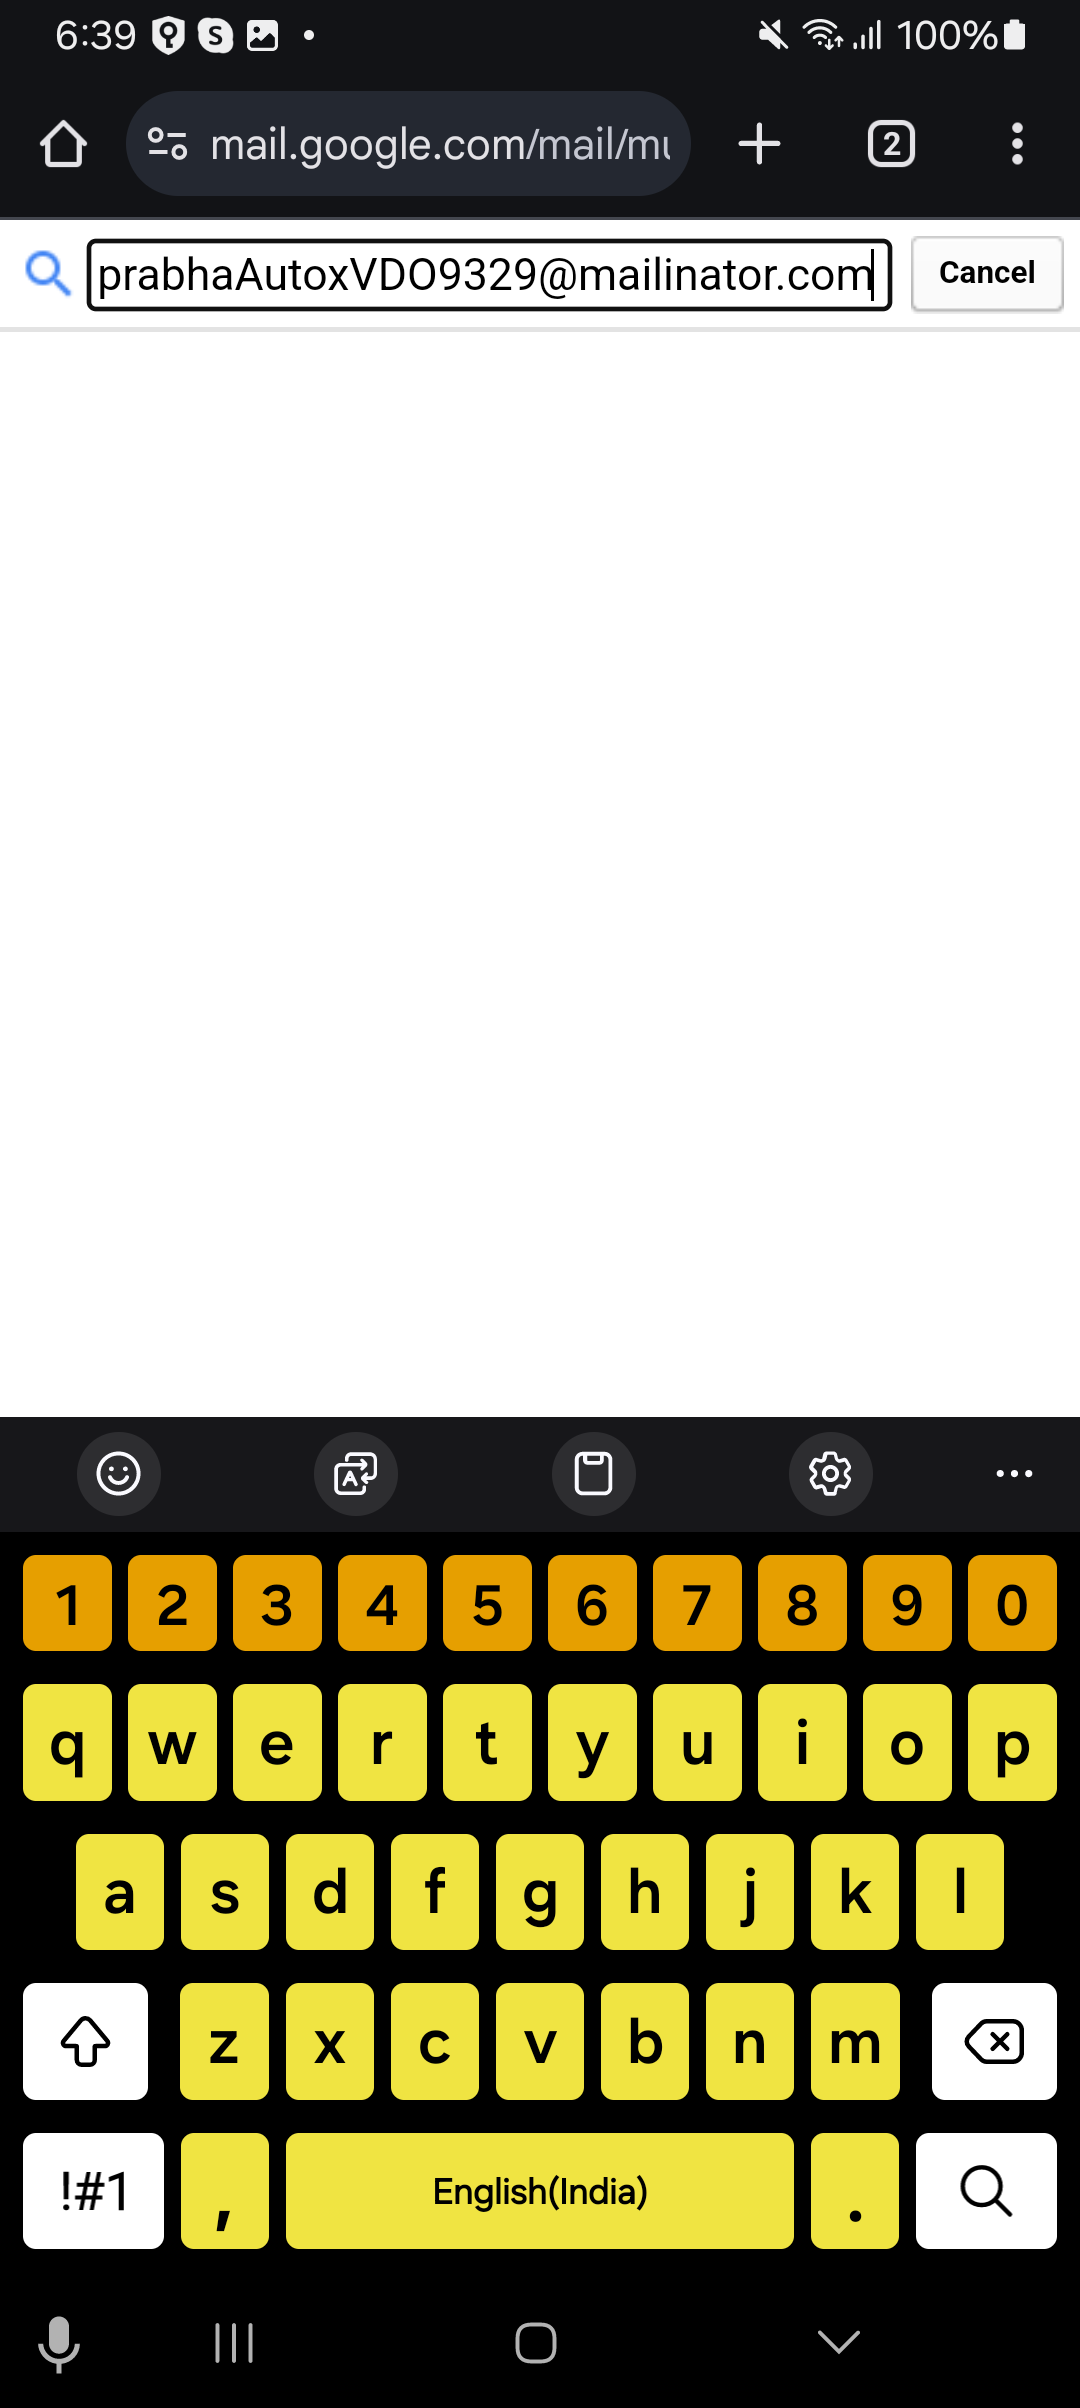 6:39 S 100%
mail.google.com/mail/mu 2
prabhaAutoxVDO9329@mailinator.com Cancel
1 2 3 4 5 6 7 8 9 0
q w e r t y u i o p
a s d f g h j k l
z x c v b n m
!#1 , English(India) .